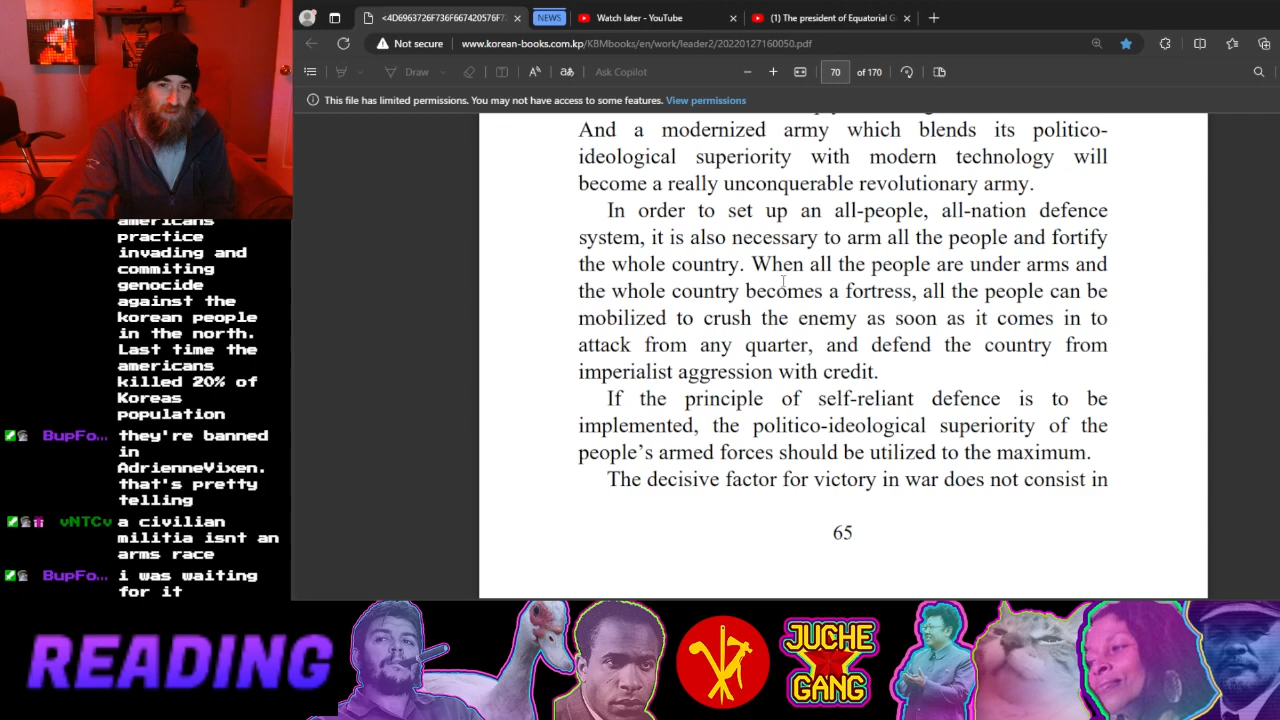 <4D6963726F736F667420576F7
NEWS
Watch later - YouTube
(1) The president of Equatorial G
Not secure
www.korean-books.com.kp/KBMbooks/en/work/leader2/20220127160050.pdf
Draw
Ask Copilot
70 of 170
This file has limited permissions. You may not have access to some features. View permissions
And a modernized army which blends its politico-
ideological superiority with modern technology will
become a really unconquerable revolutionary army.
In order to set up an all-people, all-nation defence
system, it is also necessary to arm all the people and fortify
the whole country. When all the people are under arms and
the whole country becomes a fortress, all the people can be
mobilized to crush the enemy as soon as it comes in to
attack from any quarter, and defend the country from
imperialist aggression with credit.
If the principle of self-reliant defence is to be
implemented, the politico-ideological superiority of the
people's armed forces should be utilized to the maximum.
The decisive factor for victory in war does not consist in
65
americans
practice
invading and
commiting
genocide
against the
korean people
in the north.
Last time the
americans
killed 20% of
Koreas
population
BupFo... they're banned
in
AdrienneVixen.
that's pretty
telling
vNTCv a civilian
militia isnt an
arms race
BupFo... i was waiting
for it
READING
JUCHE
GANG